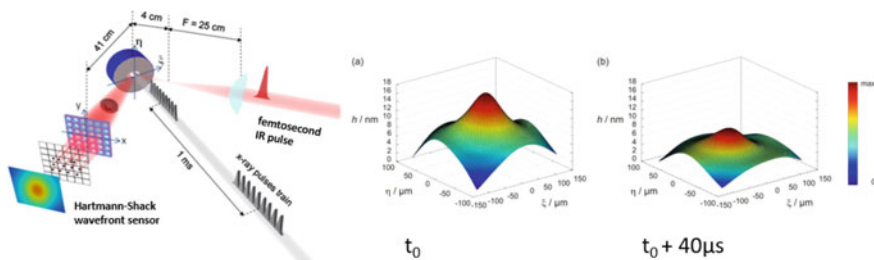 4 cm
F = 25 cm
41 cm
η
y
x
femtosecond
IR pulse
1 ms
x-ray pulses train
Hartmann-Shack
wavefront sensor
(a)
18
16
14
12
10
8
6
4
2
0
h / nm
100
50
0
-50
-100
η / µm
-150
-100
-50
0
50
100
150
ξ / µm
t₀
(b)
18
16
14
12
10
8
6
4
2
0
h / nm
100
50
0
-50
-100
η / µm
-150
-100
-50
0
50
100
150
ξ / µm
t₀ + 40µs
max
0